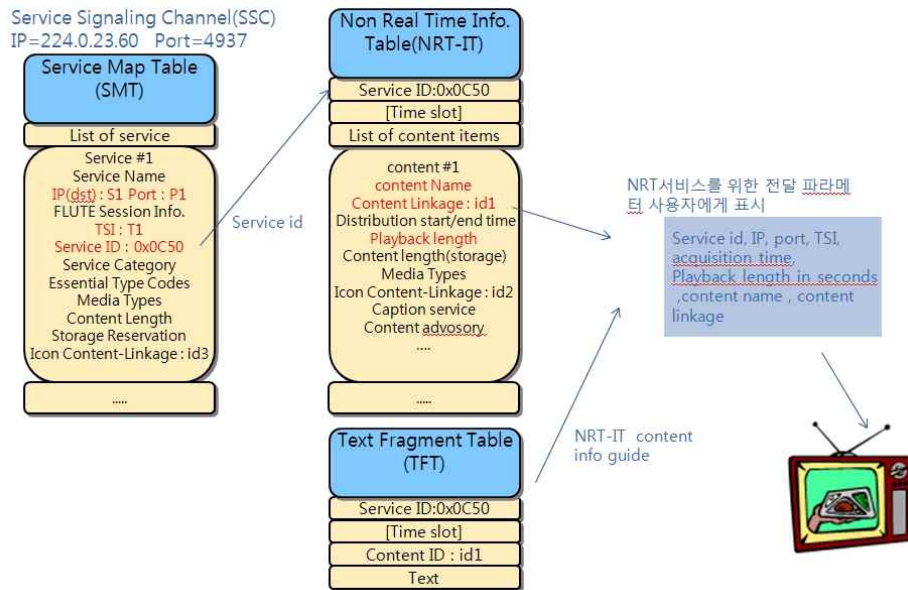 Service Signaling Channel(SSC)
IP=224.0.23.60 Port=4937
Service Map Table
(SMT)
List of service
Service #1
Service Name
IP(dst) : S1 Port : P1
FLUTE Session Info.
TSI : T1
Service ID : 0x0C50
Service Category
Essential Type Codes
Media Types
Content Length
Storage Reservation
Icon Content-Linkage : id3
.....
Service id
Non Real Time Info.
Table(NRT-IT)
Service ID:0x0C50
[Time slot]
List of content items
content #1
content Name
Content Linkage : id1
Distribution start/end time
Playback length
Content length(storage)
Media Types
Icon Content-Linkage : id2
Caption service
Content advosory
....
.....
Text Fragment Table
(TFT)
Service ID:0x0C50
[Time slot]
Content ID : id1
Text
NRT서비스를 위한 전달 파라메
터 사용자에게 표시
Service id, IP, port, TSI,
acquisition time,
Playback length in seconds
,content name , content
linkage
NRT-IT content
info guide